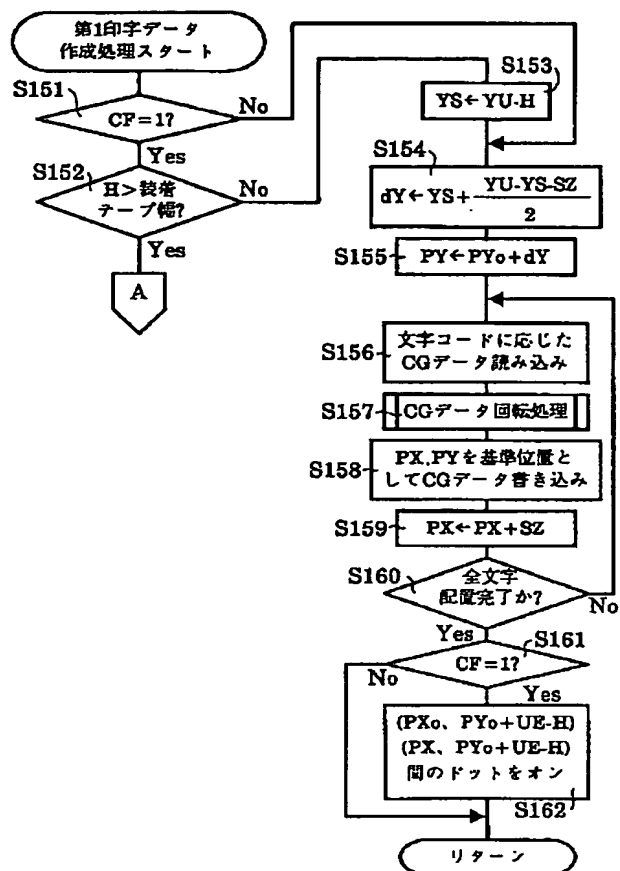 第1印字データ
作成処理スタート
S151
CF=1?
No
Yes
S152
H>装着
テープ幅?
No
Yes
A
S153
YS←YU-H
S154
dY←YS+YU-YS-SZ
2
S155
PY←PYo+dY
S156
文字コードに応じた
CGデータ読み込み
S157
CGデータ回転処理
S158
PX,PYを基準位置と
してCGデータ書き込み
S159
PX←PX+SZ
S160
全文字
配置完了か?
No
Yes
S161
CF=1?
No
Yes
(PXo、PYo+UE-H)
(PX、PYo+UE-H)
間のドットをオン
S162
リターン